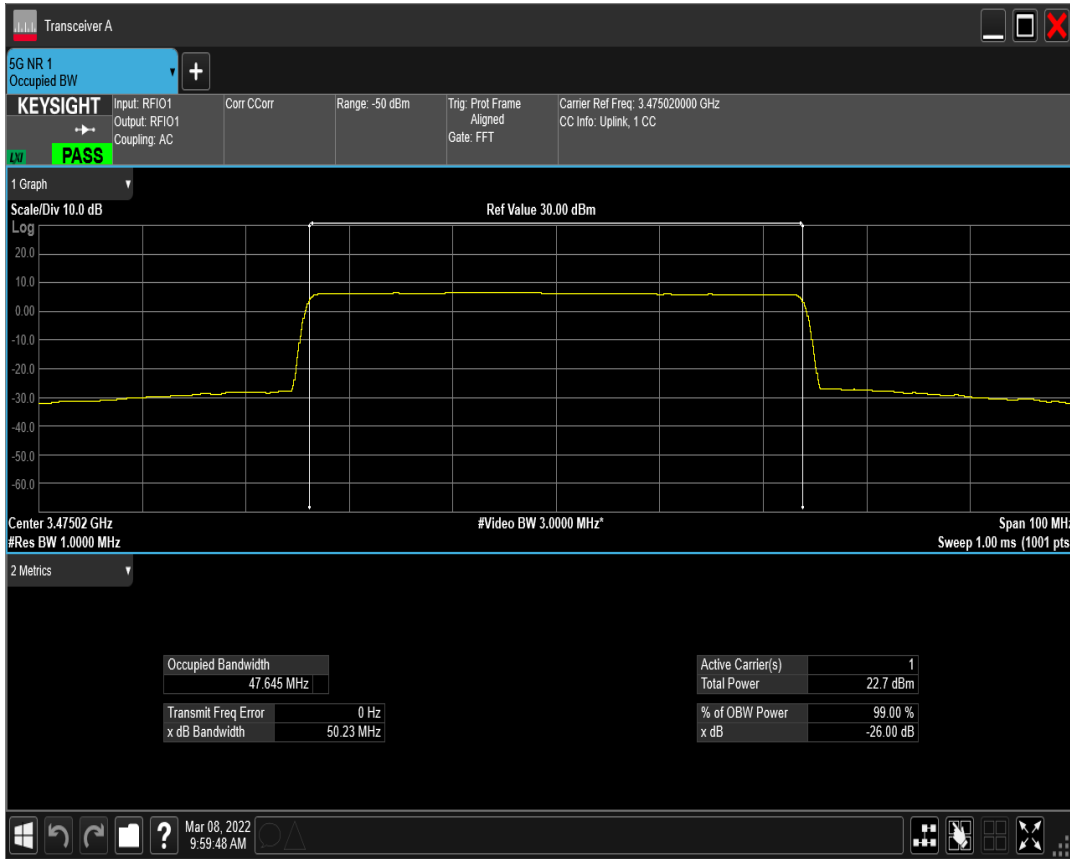 Transceiver A
5G NR 1
Occupied BW
KEYSIGHT
LXI
PASS
Input: RFIO1
Output: RFIO1
Coupling: AC
Corr CCorr
Range: -50 dBm
Trig: Prot Frame
Aligned
Gate: FFT
Carrier Ref Freq: 3.475020000 GHz
CC Info: Uplink, 1 CC
1 Graph
Scale/Div 10.0 dB
Ref Value 30.00 dBm
Log
20.0
10.0
0.00
-10.0
-20.0
-30.0
-40.0
-50.0
-60.0
Center 3.47502 GHz
#Video BW 3.0000 MHz*
Span 100 MHz
#Res BW 1.0000 MHz
Sweep 1.00 ms (1001 pts
2 Metrics
Occupied Bandwidth
47.645 MHz
Transmit Freq Error 0 Hz
x dB Bandwidth 50.23 MHz
Active Carrier(s) 1
Total Power 22.7 dBm
% of OBW Power 99.00 %
x dB -26.00 dB
?
Mar 08, 2022
9:59:48 AM